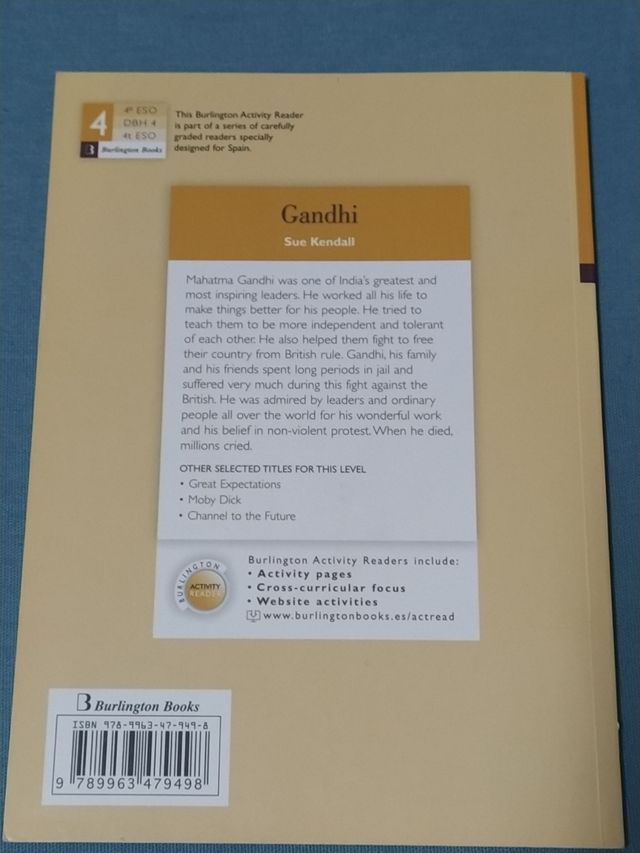 4
4º ESO
DBH 4
4t ESO
Burlington Books
This Burlington Activity Reader
is part of a series of carefully
graded readers specially
designed for Spain.
Gandhi
Sue Kendall
Mahatma Gandhi was one of India's greatest and
most inspiring leaders. He worked all his life to
make things better for his people. He tried to
teach them to be more independent and tolerant
of each other. He also helped them fight to free
their country from British rule. Gandhi, his family
and his friends spent long periods in jail and
suffered very much during this fight against the
British. He was admired by leaders and ordinary
people all over the world for his wonderful work
and his belief in non-violent protest. When he died,
millions cried.
OTHER SELECTED TITLES FOR THIS LEVEL
• Great Expectations
• Moby Dick
• Channel to the Future
BURLINGTON
ACTIVITY
READER
Burlington Activity Readers include:
• Activity pages
• Cross-curricular focus
• Website activities
www.burlingtonbooks.es/actread
B Burlington Books
ISBN 978-9963-47-949-8
9 789963 479498